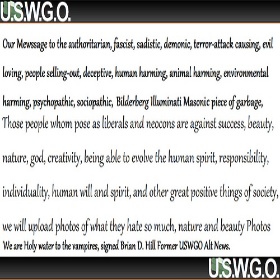 U.S.W.G.O.
Our Mewssage to the authoritarian, fascist, sadistic, demonic, terror-attack causing, evil
loving, people selling-out, deceptive, human harming, animal harming, environmental
harming, psychopathic, sociopathic, Bilderberg Illuminati Masonic piece of garbage,
Those people whom pose as liberals and neocons are against success, beauty,
nature, god, creativity, being able to evolve the human spirit, responsibility,
individuality, human will and spirit, and other great positive things of society,
we will upload photos of what they hate so much, nature and beauty Photos
We are Holy water to the vampires, signed Brian D. Hill Former USWGO Alt News.
U.S.W.G.O.